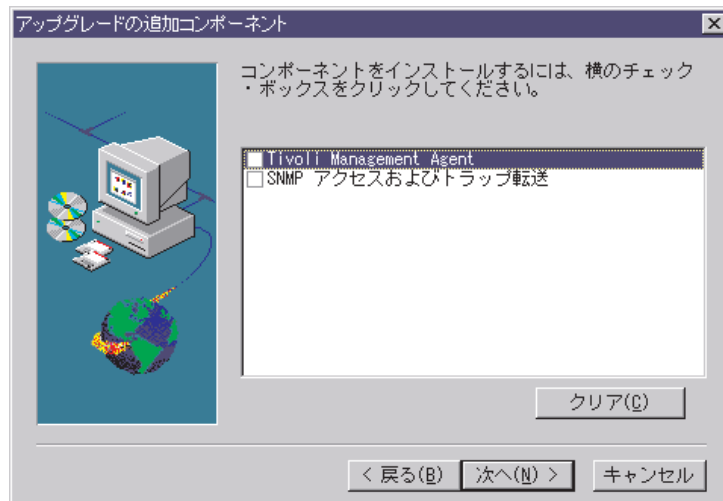 アップグレードの追加コンポーネント
コンポーネントをインストールするには、横のチェック
・ボックスをクリックしてください。
Tivoli Management Agent
SNMP アクセスおよびトラップ転送
クリア(C)
< 戻る(B)
次へ(N) >
キャンセル